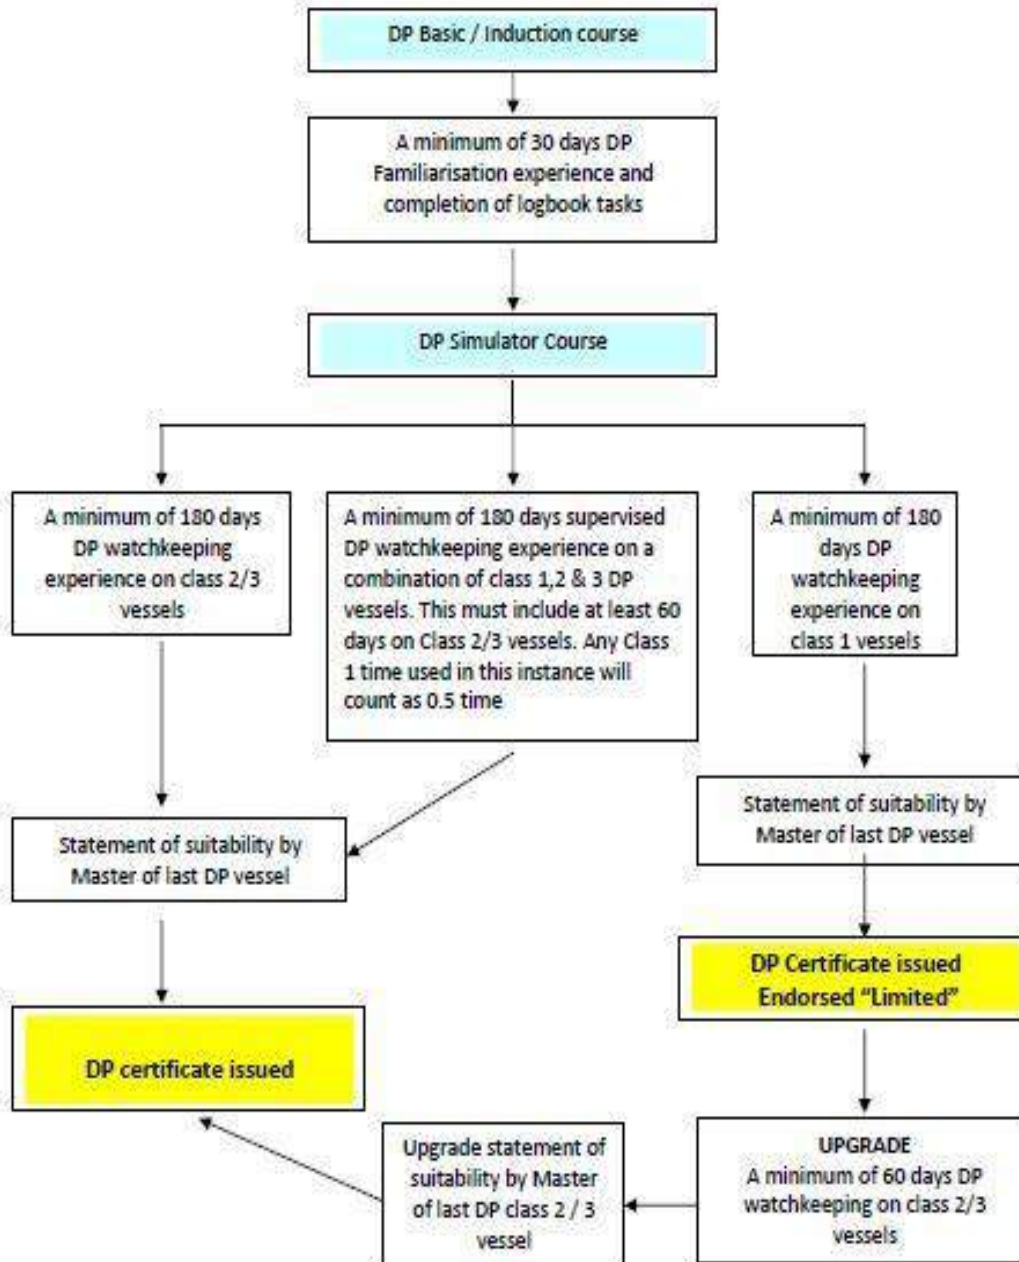 DP Basic / Induction course
A minimum of 30 days DP
Familiarisation experience and
completion of logbook tasks
DP Simulator Course
A minimum of 180 days
DP watchkeeping
experience on class 2/3
vessels
A minimum of 180 days supervised
DP watchkeeping experience on a
combination of class 1,2 & 3 DP
vessels. This must include at least 60
days on Class 2/3 vessels. Any Class
1 time used in this instance will
count as 0.5 time
A minimum of 180
days DP
watchkeeping
experience on
class 1 vessels
Statement of suitability by
Master of last DP vessel
Statement of suitability by
Master of last DP vessel
DP Certificate issued
Endorsed “Limited”
DP certificate issued
UPGRADE
A minimum of 60 days DP
watchkeeping on class 2/3
vessels
Upgrade statement of
suitability by Master
of last DP class 2 / 3
vessel